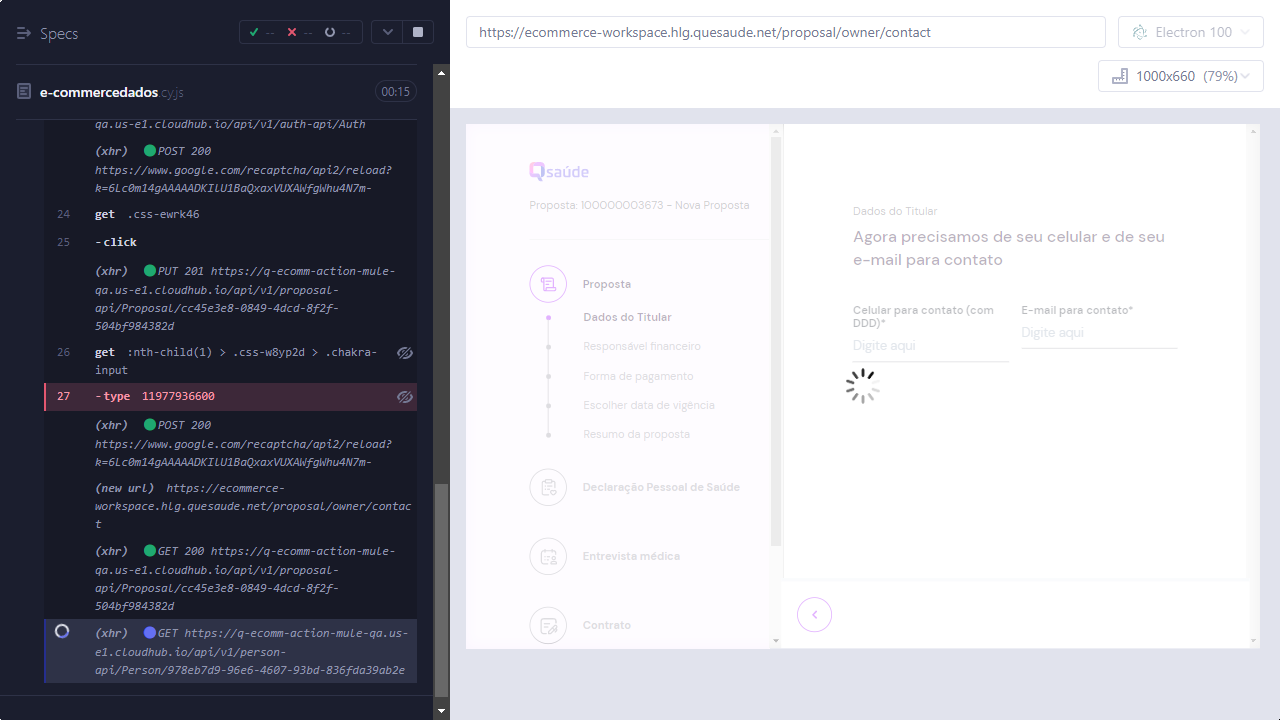 Specs
-- -- --
e-commercedados.cy.js
00:15
qa.us-e1.cloudhub.io/api/v1/auth-api/Auth
(xhr) POST 200
https://www.google.com/recaptcha/api2/reload?
k=6Lc0m14gAAAAADKIlU1BaQxaxVUXAWfgWhu4N7m-
24 get .css-ewrk46
25 -click
(xhr) PUT 201 https://q-ecomm-action-mule-
qa.us-e1.cloudhub.io/api/v1/proposal-
api/Proposal/cc45e3e8-0849-4dcd-8f2f-
504bf984382d
26 get :nth-child(1) > .css-w8yp2d > .chakra-
input
27 -type 11977936600
(xhr) POST 200
https://www.google.com/recaptcha/api2/reload?
k=6Lc0m14gAAAAADKIlU1BaQxaxVUXAWfgWhu4N7m-
(new url) https://ecommerce-
workspace.hlg.quesaude.net/proposal/owner/contac
t
(xhr) GET 200 https://q-ecomm-action-mule-
qa.us-e1.cloudhub.io/api/v1/proposal-
api/Proposal/cc45e3e8-0849-4dcd-8f2f-
504bf984382d
(xhr) GET https://q-ecomm-action-mule-qa.us-
e1.cloudhub.io/api/v1/person-
api/Person/978eb7d9-96e6-4607-93bd-836fda39ab2e
https://ecommerce-workspace.hlg.quesaude.net/proposal/owner/contact
Electron 100
1000x660 (79%)
Qsaúde
Proposta: 100000003673 - Nova Proposta
Proposta
Dados do Titular
Responsável financeiro
Forma de pagamento
Escolher data de vigência
Resumo da proposta
Declaração Pessoal de Saúde
Entrevista médica
Contrato
Dados do Titular
Agora precisamos de seu celular e de seu
e-mail para contato
Celular para contato (com
DDD)*
Digite aqui
E-mail para contato*
Digite aqui